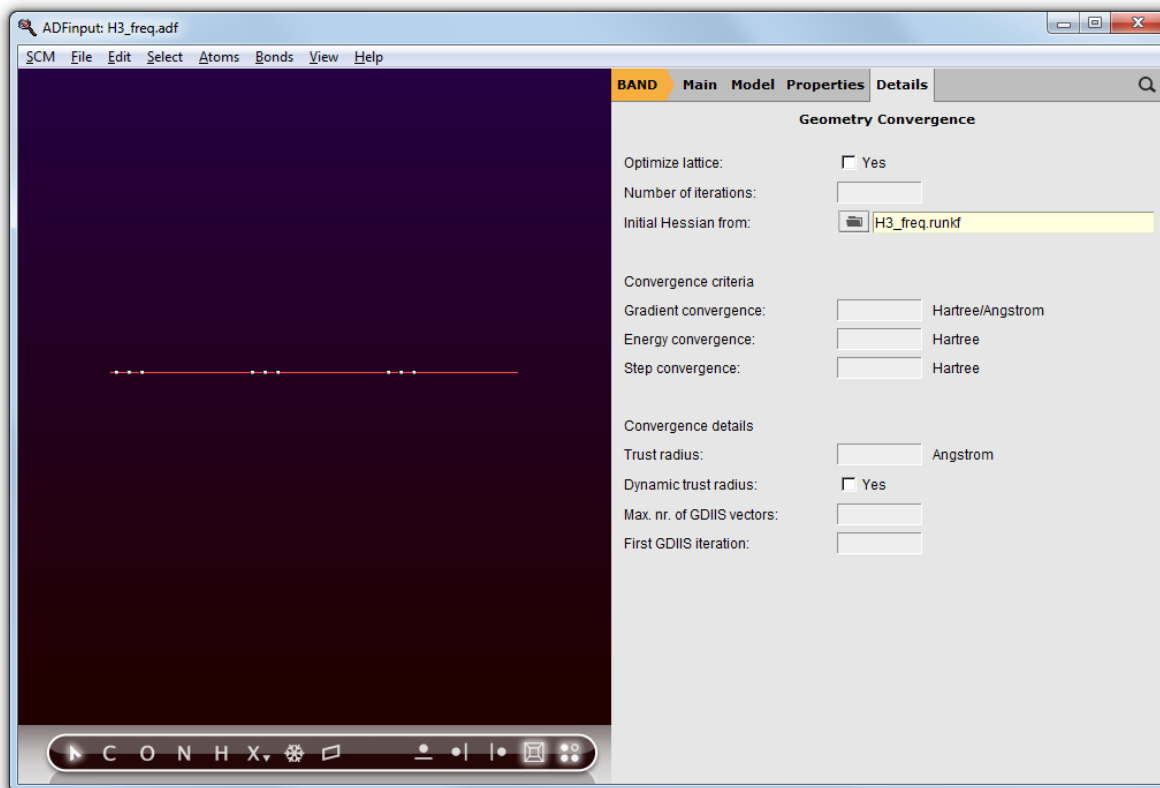 ADFinput: H3_freq.adf
SCM File Edit Select Atoms Bonds View Help
BAND Main Model Properties Details
Geometry Convergence
Optimize lattice: Yes
Number of iterations:
Initial Hessian from: H3_freq.runkf
Convergence criteria
Gradient convergence: Hartree/Angstrom
Energy convergence: Hartree
Step convergence: Hartree
Convergence details
Trust radius: Angstrom
Dynamic trust radius: Yes
Max. nr. of GDIIS vectors:
First GDIIS iteration:
C O N H X